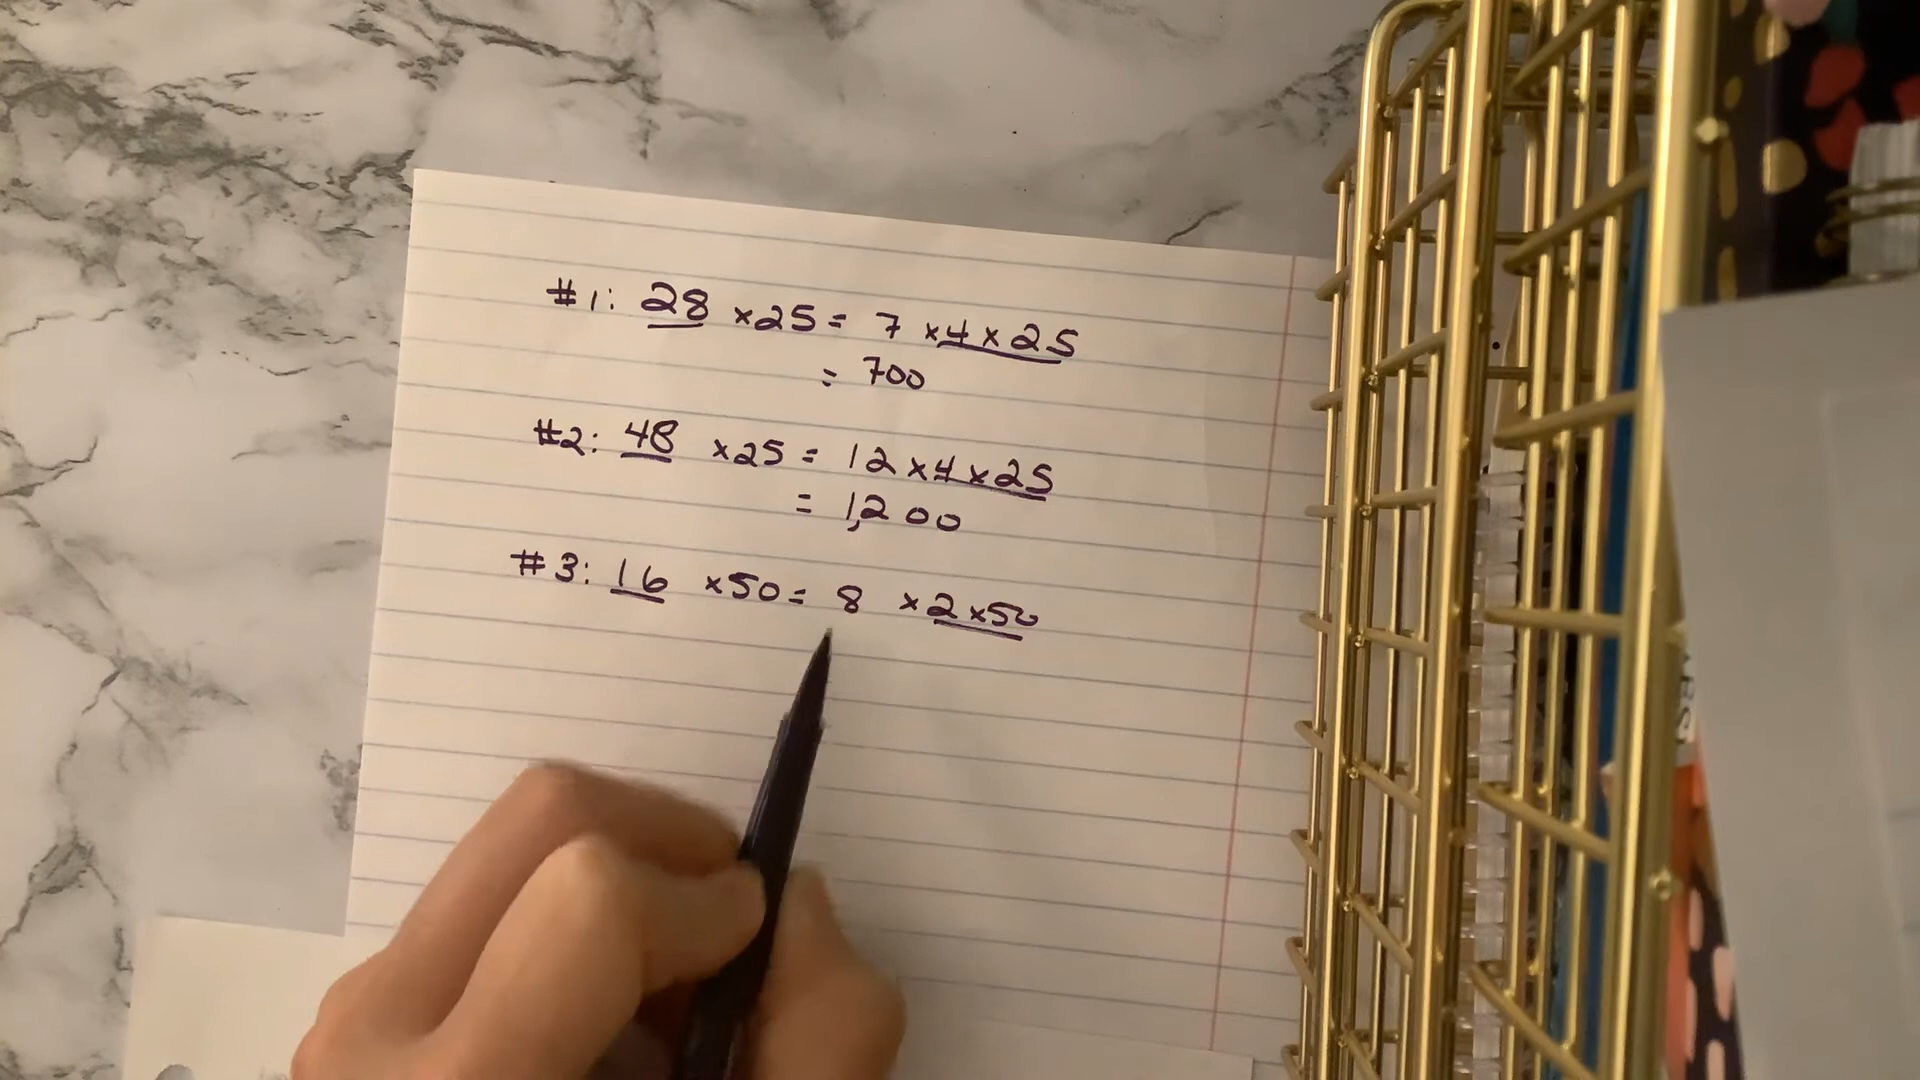 #1: 28 ×25 = 7 ×4 × 25
= 700
#2: 48 ×25 = 12 ×4 ×25
= 1,200
#3: 16 ×50 = 8 ×2 ×50